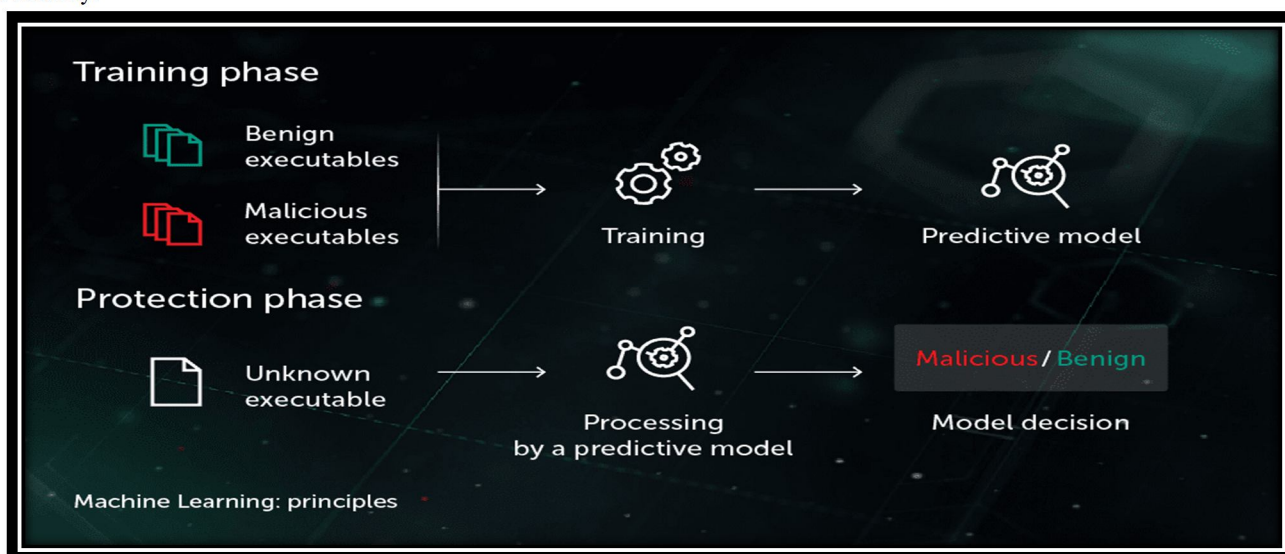 Training phase
Benign
executables
Malicious
executables
Training
Predictive model
Protection phase
Unknown
executable
Processing
by a predictive model
Malicious/Benign
Model decision
Machine Learning: principles